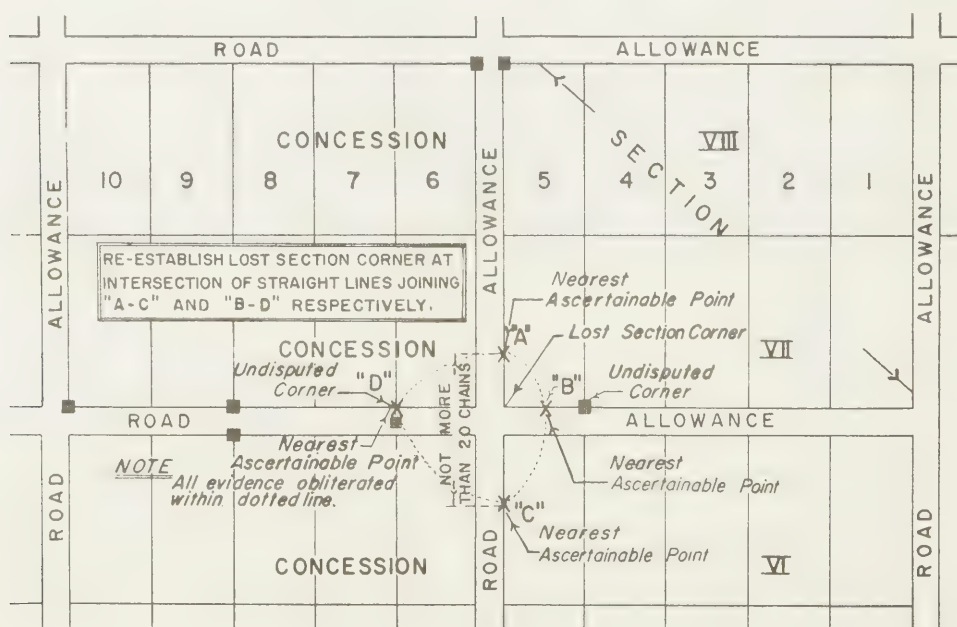 ROAD ALLOWANCE
CONCESSION VIII
SECTION
10 9 8 7 6 5 4 3 2 1
ALLOWANCE
ALLOWANCE
ALLOWANCE
RE-ESTABLISH LOST SECTION CORNER AT
INTERSECTION OF STRAIGHT LINES JOINING
"A-C" AND "B-D" RESPECTIVELY.
Nearest
Ascertainable Point
"A"
Lost Section Corner
CONCESSION VII
Undisputed
Corner
"D"
NOT MORE
THAN 20 CHAINS
"B"
Undisputed
Corner
ROAD ALLOWANCE
Nearest
Ascertainable Point
NOTE
All evidence obliterated
within dotted line.
Nearest
Ascertainable Point
"C"
Nearest
Ascertainable Point
ROAD
ROAD
ROAD
CONCESSION VI